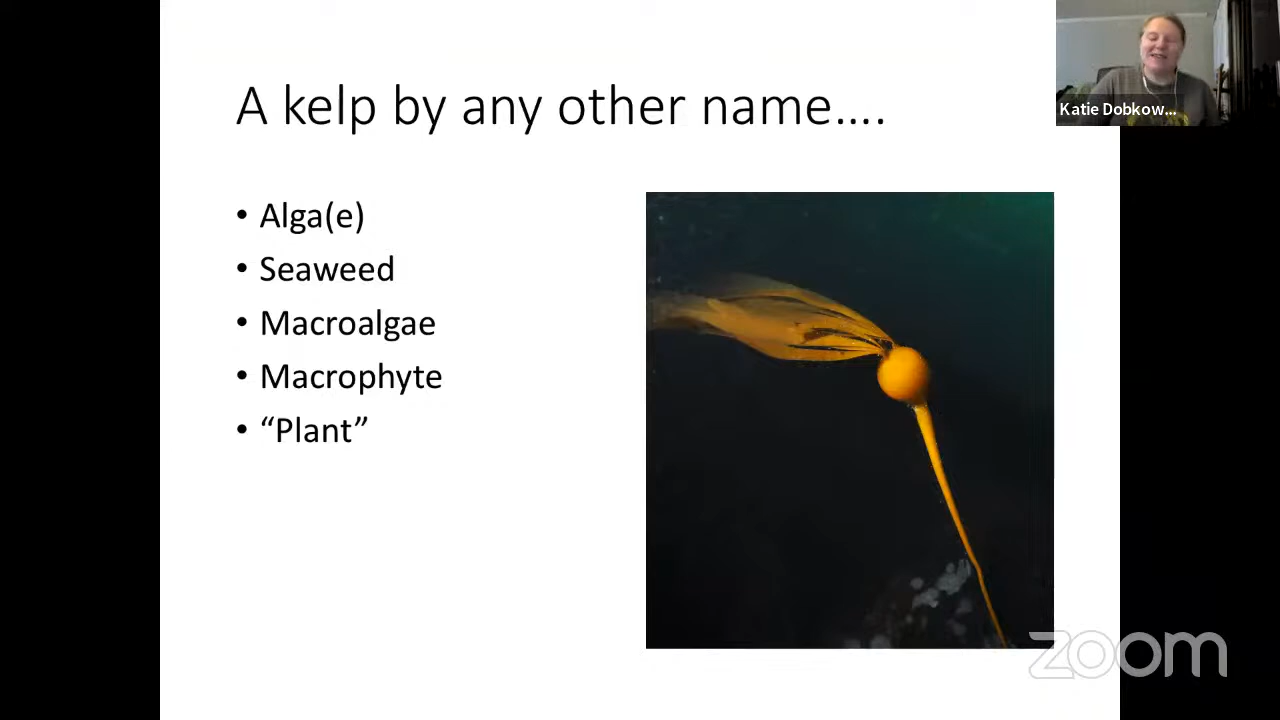 A kelp by any other name....
• Alga(e)
• Seaweed
• Macroalgae
• Macrophyte
• “Plant”
Katie Dobkow...
zoom